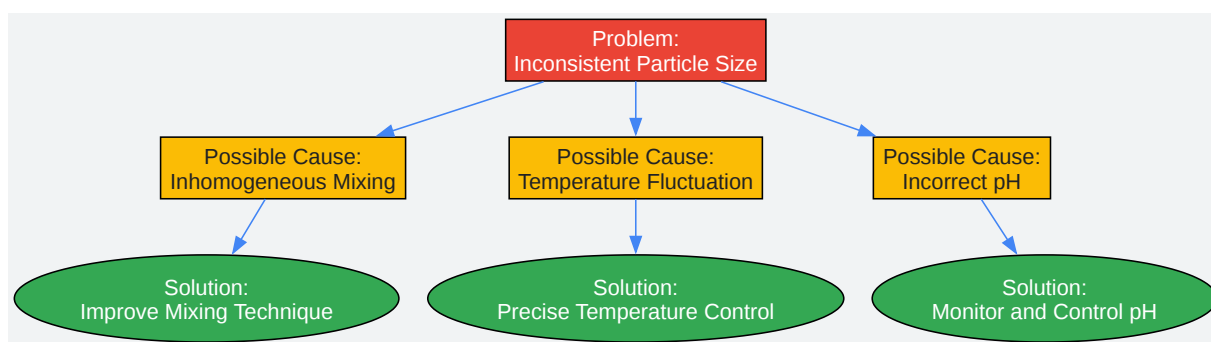 Problem:
Inconsistent Particle Size
Possible Cause:
Inhomogeneous Mixing
Possible Cause:
Temperature Fluctuation
Possible Cause:
Incorrect pH
Solution:
Improve Mixing Technique
Solution:
Precise Temperature Control
Solution:
Monitor and Control pH